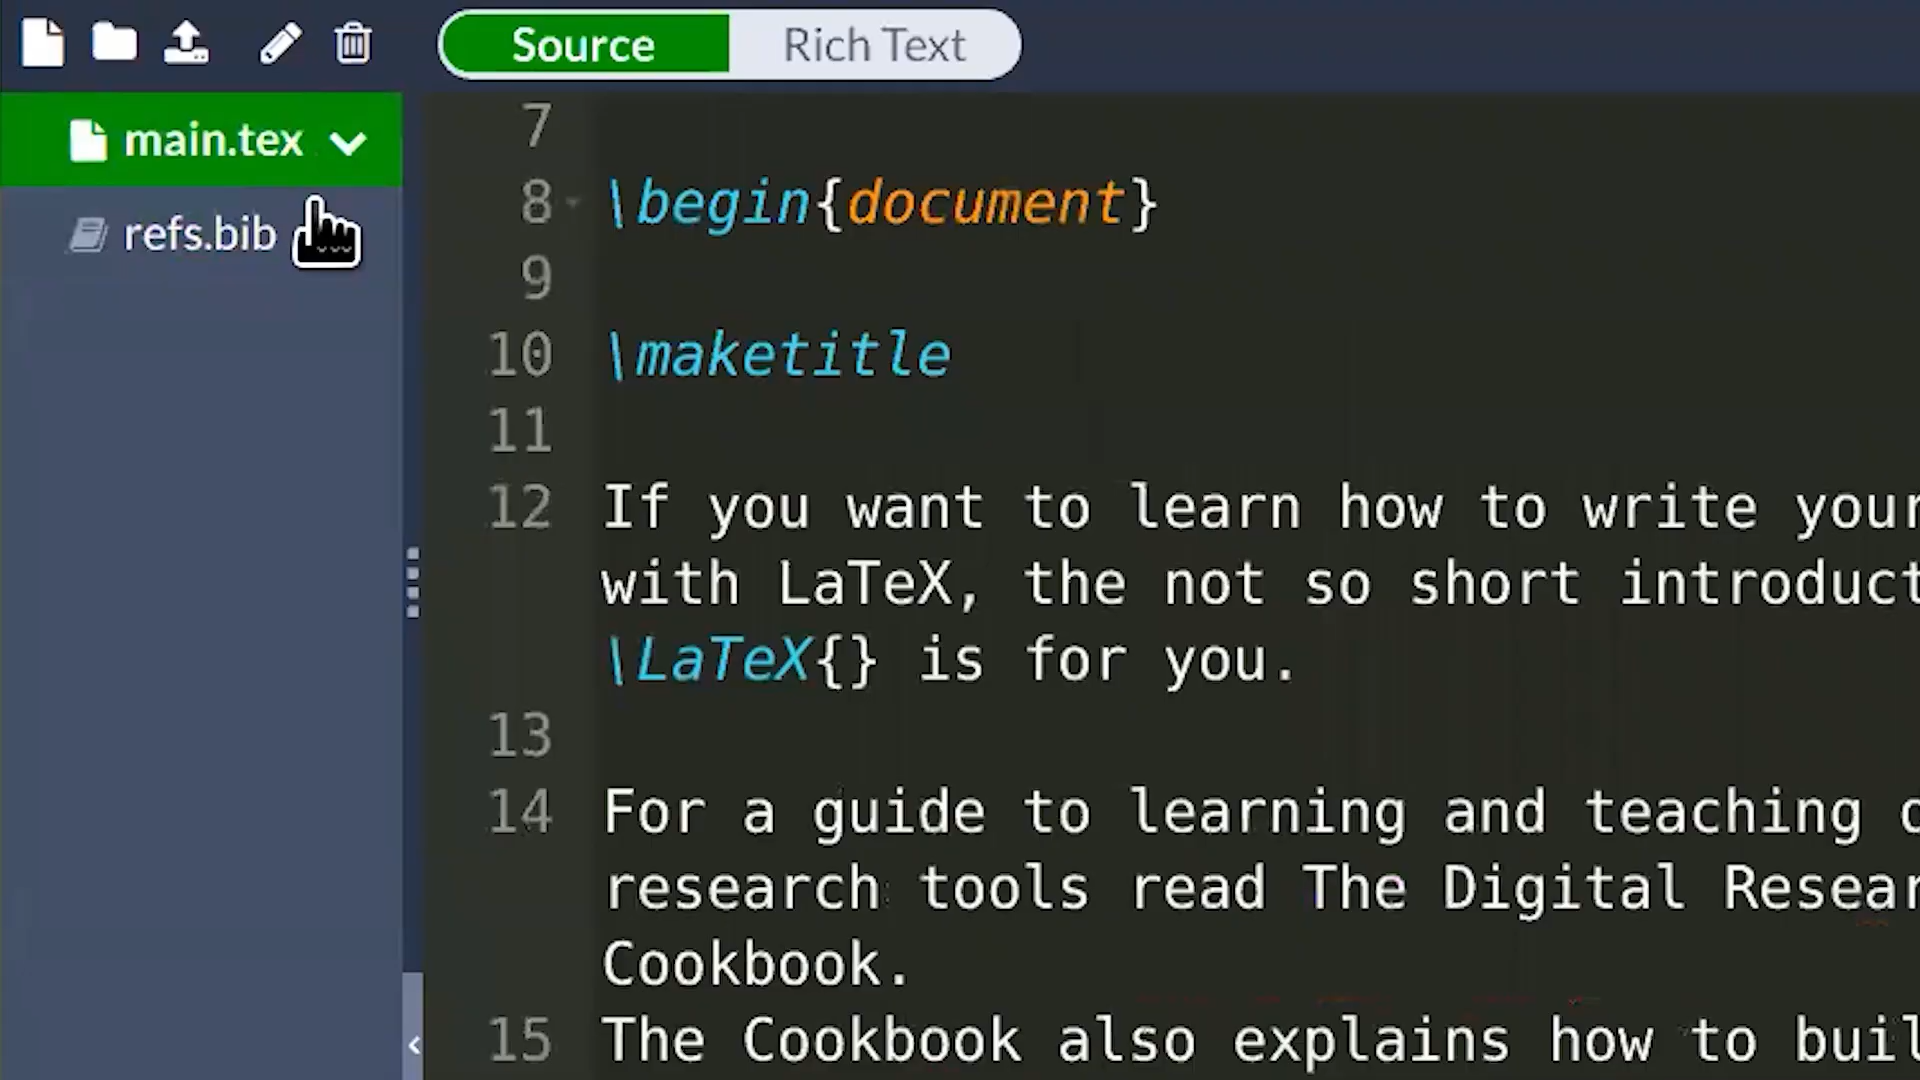 Source Rich Text
main.tex
refs.bib
7
8 \begin{document}
9
10 \maketitle
11
12 If you want to learn how to write your
with LaTeX, the not so short introduct
\LaTeX{} is for you.
13
14 For a guide to learning and teaching
research tools read The Digital Resear
Cookbook.
15 The Cookbook also explains how to buil